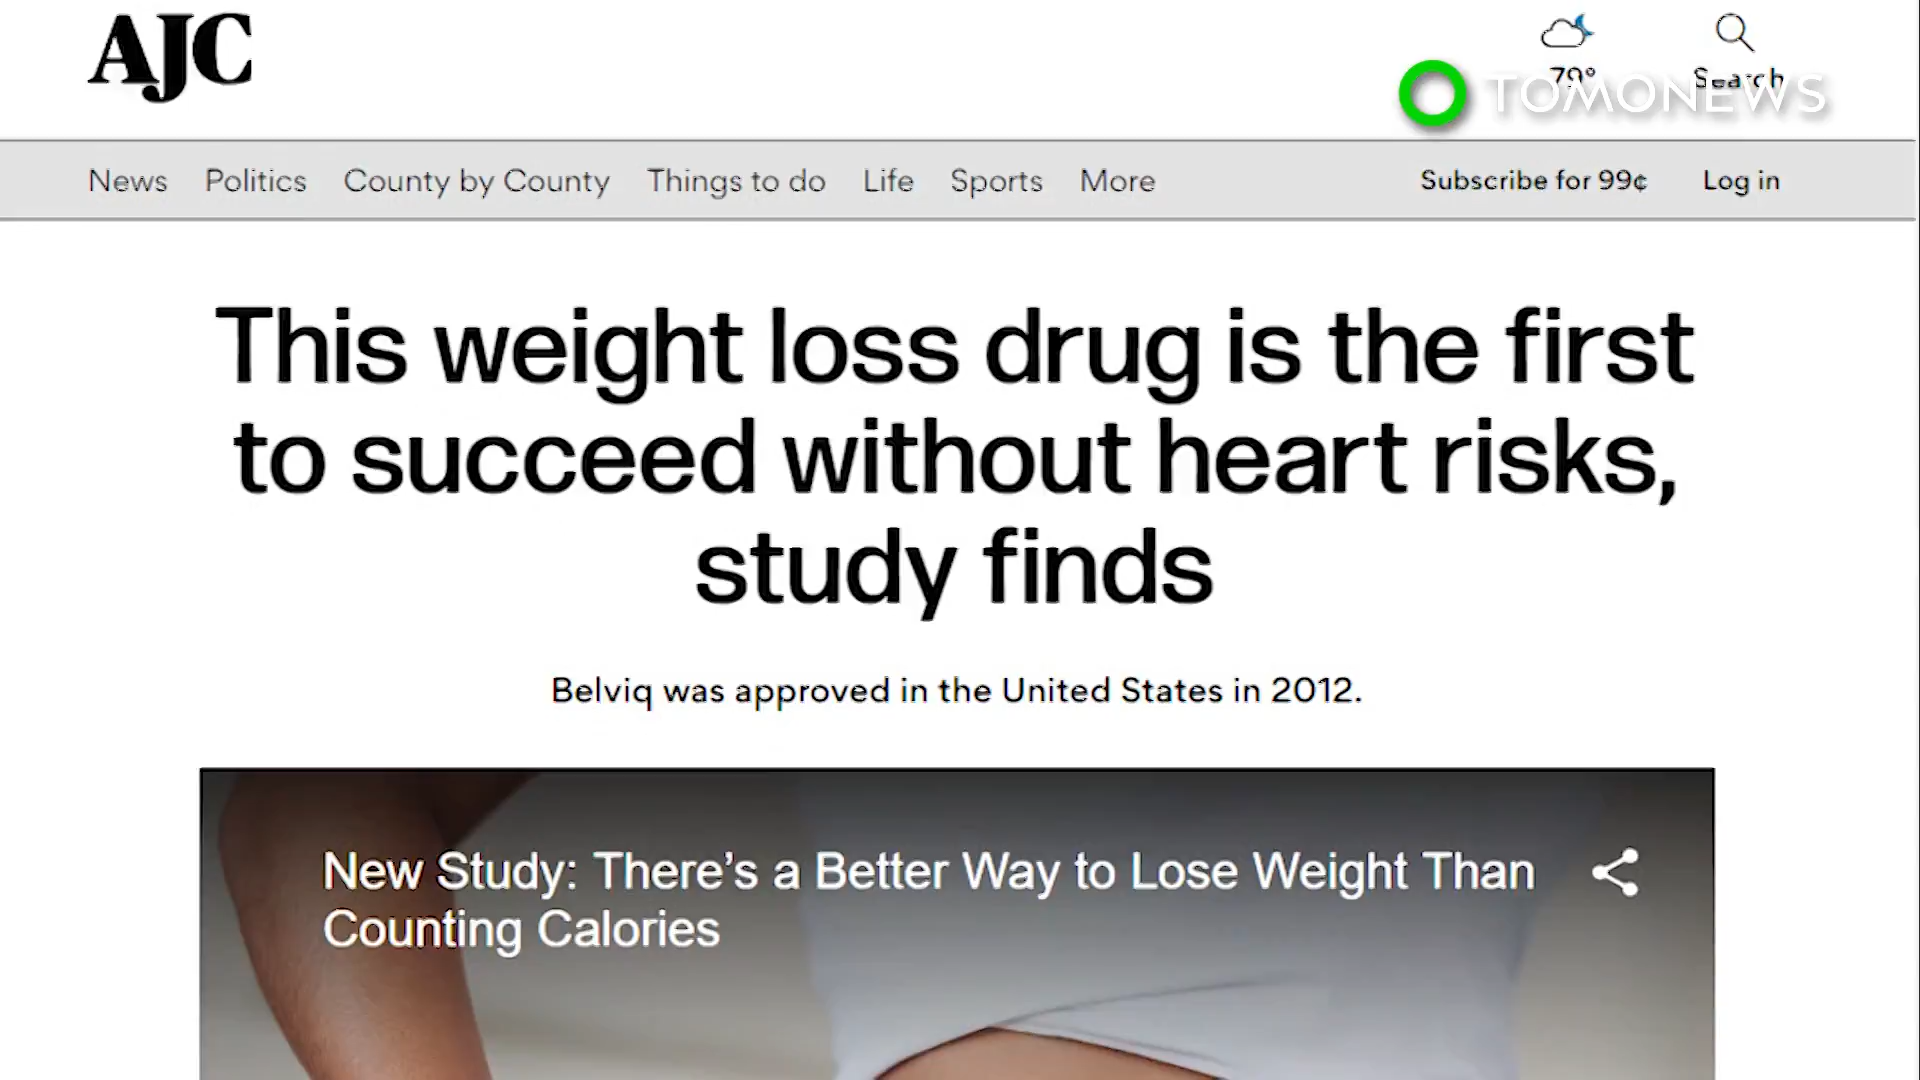 AJC
79°
Search
TOMONEWS
News Politics County by County Things to do Life Sports More Subscribe for 99¢ Log in
This weight loss drug is the first
to succeed without heart risks,
study finds
Belviq was approved in the United States in 2012.
New Study: There’s a Better Way to Lose Weight Than
Counting Calories